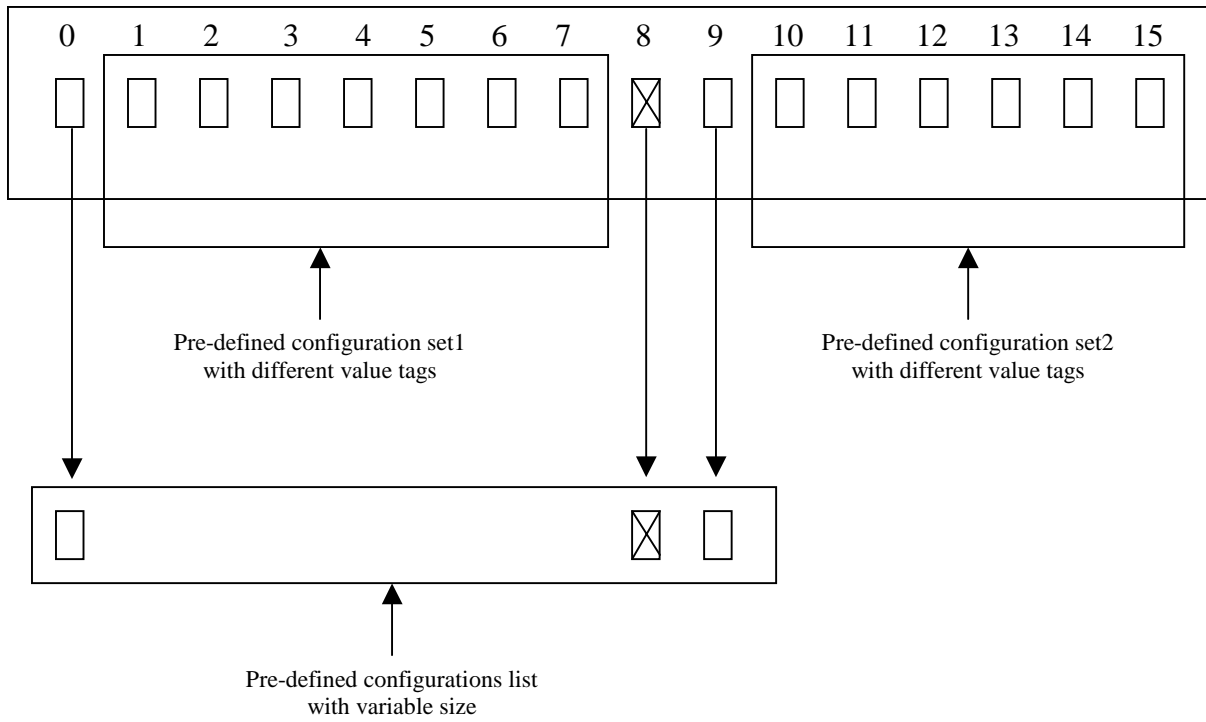 0 1 2 3 4 5 6 7 8 9 10 11 12 13 14 15
Pre-defined configuration set1
with different value tags
Pre-defined configuration set2
with different value tags
Pre-defined configurations list
with variable size